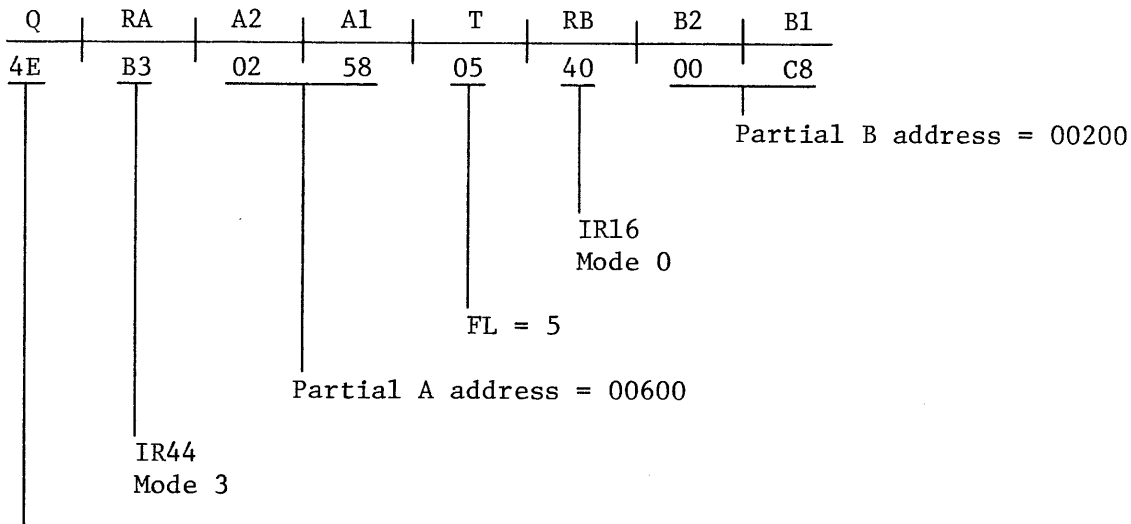 Q RA A2 A1 T RB B2 B1
4E B3 02 58 05 40 00 C8
Partial B address = 00200
IR16
Mode 0
FL = 5
Partial A address = 00600
IR44
Mode 3